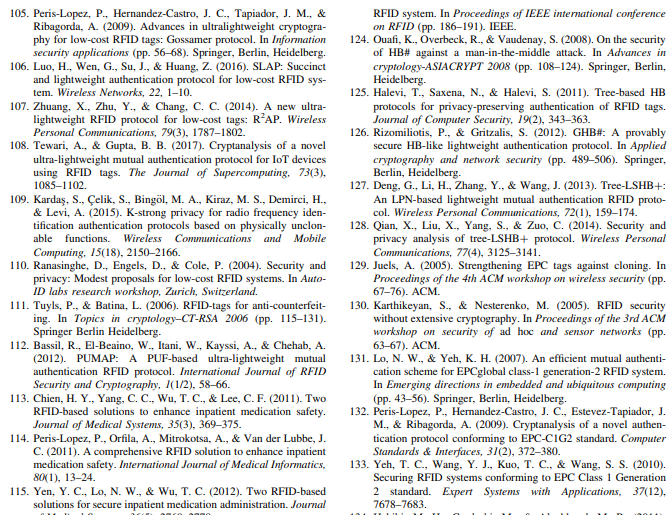 105. Peris-Lopez, P., Hernandez-Castro, J. C., Tapiador, J. M., &
Ribagorda, A. (2009). Advances in ultralightweight cryptogra-
phy for low-cost RFID tags: Gossamer protocol. In Information
security applications (pp. 56–68). Springer, Berlin, Heidelberg.
106. Luo, H., Wen, G., Su, J., & Huang, Z. (2016). SLAP: Succinct
and lightweight authentication protocol for low-cost RFID sys-
tem. Wireless Networks, 22, 1–10.
107. Zhuang, X., Zhu, Y., & Chang, C. C. (2014). A new ultra-
lightweight RFID protocol for low-cost tags: R²AP. Wireless
Personal Communications, 79(3), 1787–1802.
108. Tewari, A., & Gupta, B. B. (2017). Cryptanalysis of a novel
ultra-lightweight mutual authentication protocol for IoT devices
using RFID tags. The Journal of Supercomputing, 73(3),
1085–1102.
109. Kardaş, S., Çelik, S., Bingöl, M. A., Kiraz, M. S., Demirci, H.,
& Levi, A. (2015). K-strong privacy for radio frequency iden-
tification authentication protocols based on physically unclon-
able functions. Wireless Communications and Mobile
Computing, 15(18), 2150–2166.
110. Ranasinghe, D., Engels, D., & Cole, P. (2004). Security and
privacy: Modest proposals for low-cost RFID systems. In Auto-
ID labs research workshop, Zurich, Switzerland.
111. Tuyls, P., & Batina, L. (2006). RFID-tags for anti-counterfeit-
ing. In Topics in cryptology–CT-RSA 2006 (pp. 115–131).
Springer Berlin Heidelberg.
112. Bassil, R., El-Beaino, W., Itani, W., Kayssi, A., & Chehab, A.
(2012). PUMAP: A PUF-based ultra-lightweight mutual
authentication RFID protocol. International Journal of RFID
Security and Cryptography, 1(1/2), 58–66.
113. Chien, H. Y., Yang, C. C., Wu, T. C., & Lee, C. F. (2011). Two
RFID-based solutions to enhance inpatient medication safety.
Journal of Medical Systems, 35(3), 369–375.
114. Peris-Lopez, P., Orfila, A., Mitrokotsa, A., & Van der Lubbe, J.
C. (2011). A comprehensive RFID solution to enhance inpatient
medication safety. International Journal of Medical Informatics,
80(1), 13–24.
115. Yen, Y. C., Lo, N. W., & Wu, T. C. (2012). Two RFID-based
solutions for secure inpatient medication administration. Journal
RFID system. In Proceedings of IEEE international conference
on RFID (pp. 186–191). IEEE.
124. Ouafi, K., Overbeck, R., & Vaudenay, S. (2008). On the security
of HB# against a man-in-the-middle attack. In Advances in
cryptology-ASIACRYPT 2008 (pp. 108–124). Springer, Berlin,
Heidelberg.
125. Halevi, T., Saxena, N., & Halevi, S. (2011). Tree-based HB
protocols for privacy-preserving authentication of RFID tags.
Journal of Computer Security, 19(2), 343–363.
126. Rizomiliotis, P., & Gritzalis, S. (2012). GHB#: A provably
secure HB-like lightweight authentication protocol. In Applied
cryptography and network security (pp. 489–506). Springer,
Berlin, Heidelberg.
127. Deng, G., Li, H., Zhang, Y., & Wang, J. (2013). Tree-LSHB+:
An LPN-based lightweight mutual authentication RFID proto-
col. Wireless Personal Communications, 72(1), 159–174.
128. Qian, X., Liu, X., Yang, S., & Zuo, C. (2014). Security and
privacy analysis of tree-LSHB+ protocol. Wireless Personal
Communications, 77(4), 3125–3141.
129. Juels, A. (2005). Strengthening EPC tags against cloning. In
Proceedings of the 4th ACM workshop on wireless security (pp.
67–76). ACM.
130. Karthikeyan, S., & Nesterenko, M. (2005). RFID security
without extensive cryptography. In Proceedings of the 3rd ACM
workshop on security of ad hoc and sensor networks (pp.
63–67). ACM.
131. Lo, N. W., & Yeh, K. H. (2007). An efficient mutual authenti-
cation scheme for EPCglobal class-1 generation-2 RFID system.
In Emerging directions in embedded and ubiquitous computing
(pp. 43–56). Springer, Berlin, Heidelberg.
132. Peris-Lopez, P., Hernandez-Castro, J. C., Estevez-Tapiador, J.
M., & Ribagorda, A. (2009). Cryptanalysis of a novel authen-
tication protocol conforming to EPC-C1G2 standard. Computer
Standards & Interfaces, 31(2), 372–380.
133. Yeh, T. C., Wang, Y. J., Kuo, T. C., & Wang, S. S. (2010).
Securing RFID systems conforming to EPC Class 1 Generation
2 standard. Expert Systems with Applications, 37(12),
7678–7683.